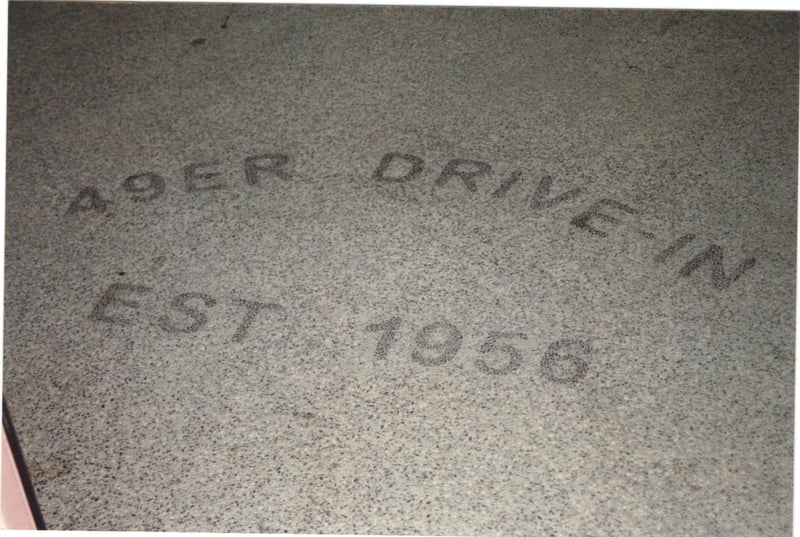 49ER DRIVE-IN
EST. 1956